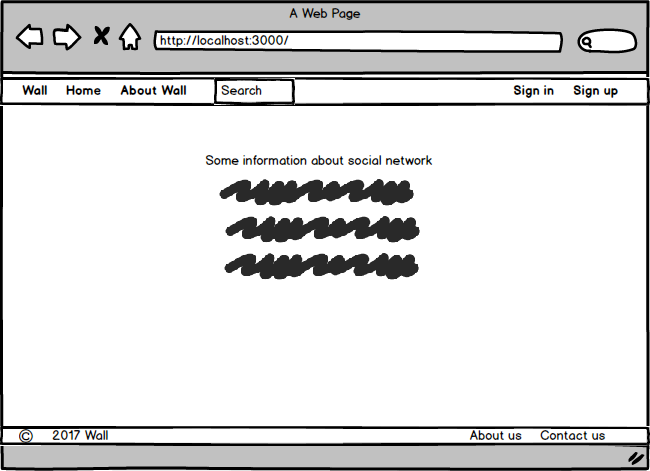 A Web Page
http://localhost:3000/
Wall Home About Wall Search Sign in Sign up
Some information about social network
© 2017 Wall About us Contact us